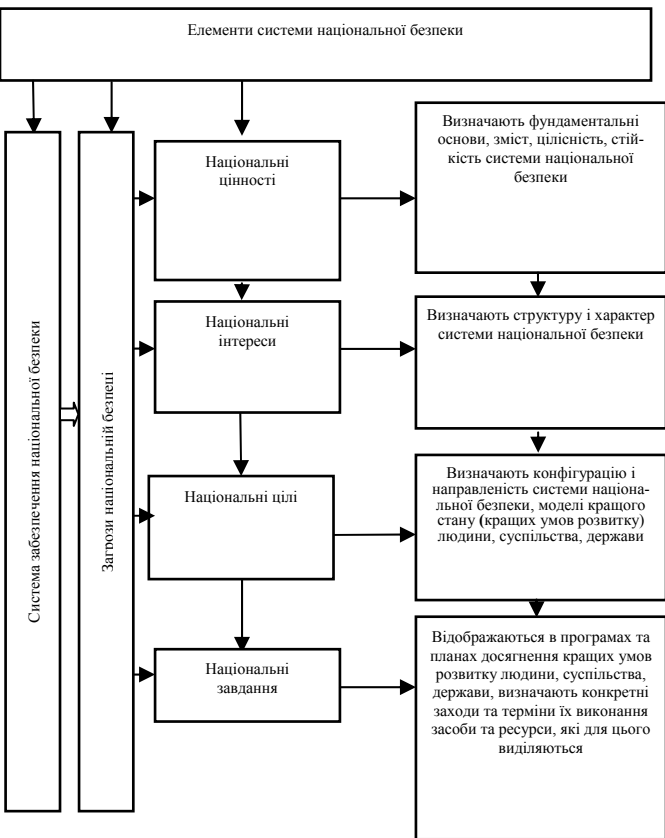 Елементи системи національної безпеки
Система забезпечення національної безпеки
Загрози національній безпеці
Національні
цінності
Визначають фундаментальні
основи, зміст, цілісність, стій-
кість системи національної
безпеки
Національні
інтереси
Визначають структуру і характер
системи національної безпеки
Національні цілі
Визначають конфігурацію і
направленість системи націона-
льної безпеки, моделі кращого
стану (кращих умов розвитку)
людини, суспільства, держави
Національні
завдання
Відображаються в програмах та
планах досягнення кращих умов
розвитку людини, суспільства,
держави, визначають конкретні
заходи та терміни їх виконання
засоби та ресурси, які для цього
виділяються